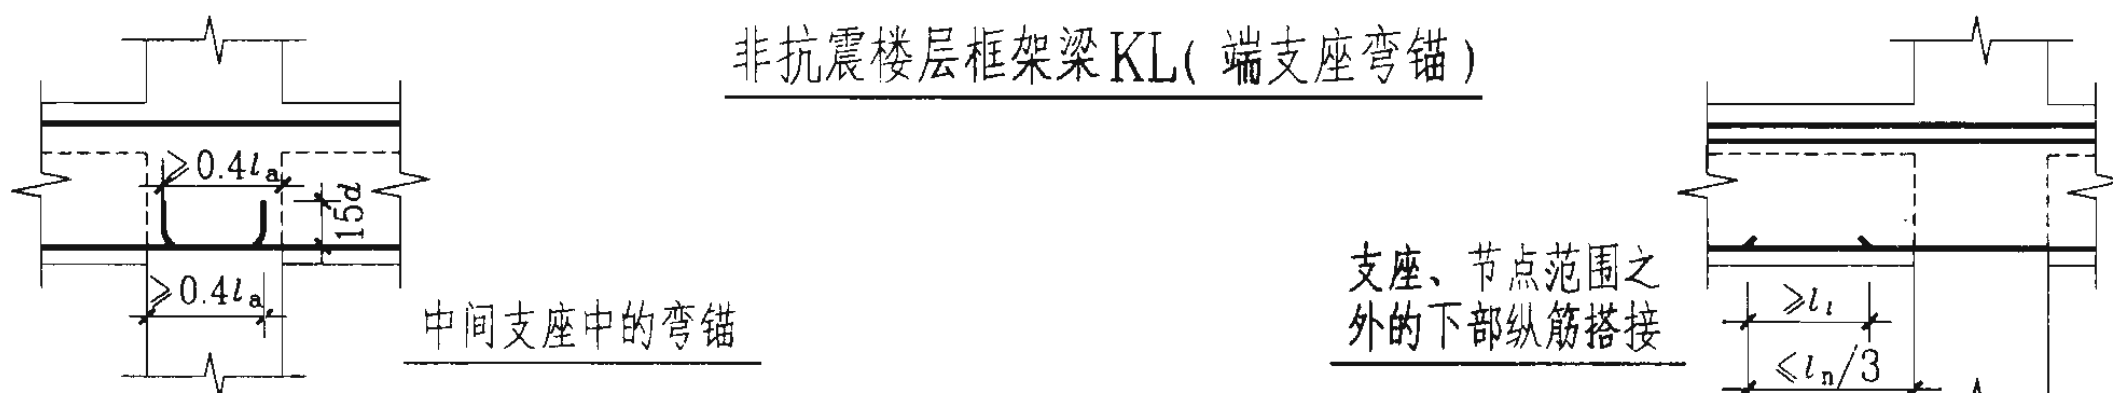 非抗震楼层框架梁KL(端支座弯锚)
≥0.4la
15d
≥0.4la
中间支座中的弯锚
支座、节点范围之
外的下部纵筋搭接
≥ll
≤ln/3